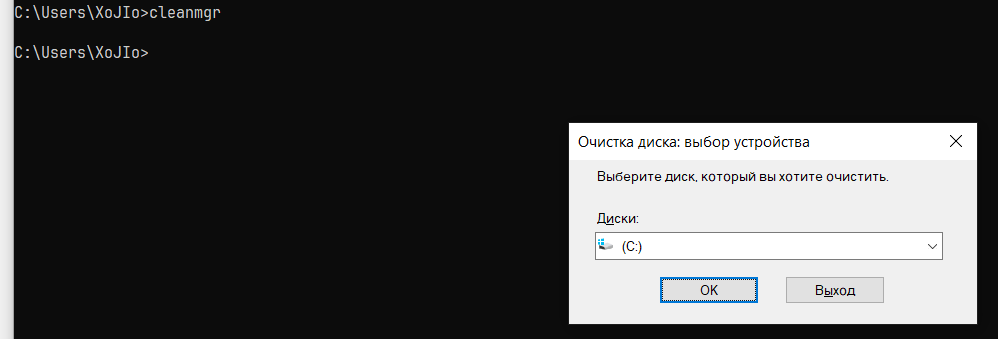 C:\Users\XoJIo>cleanmgr
C:\Users\XoJIo>
Очистка диска: выбор устройства
Выберите диск, который вы хотите очистить.
Диски:
(C:)
OK
Выход